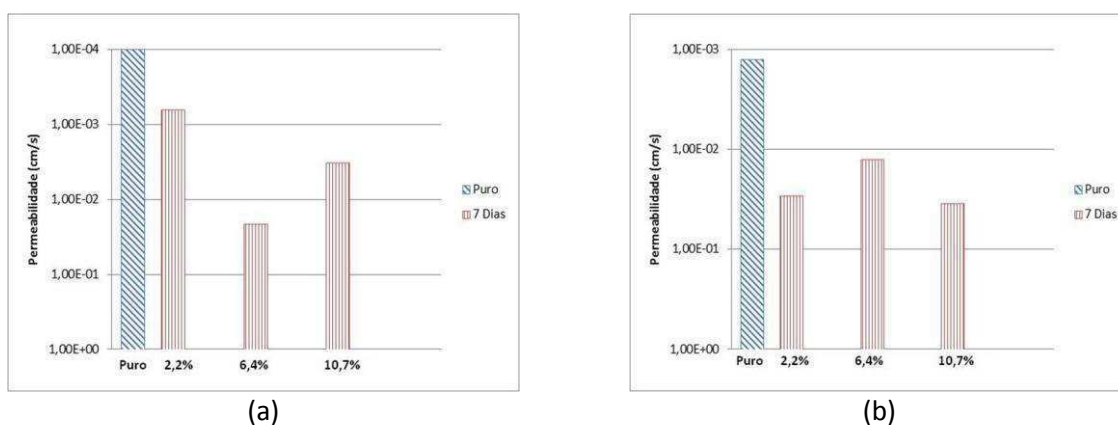 1,00E-04
1,00E-03
1,00E-02
1,00E-01
1,00E+00
Permeabilidade (cm/s)
Puro 2,2% 6,4% 10,7%
Puro
7 Dias
(a)
1,00E-03
1,00E-02
1,00E-01
1,00E+00
Permeabilidade (cm/s)
Puro 2,2% 6,4% 10,7%
Puro
7 Dias
(b)